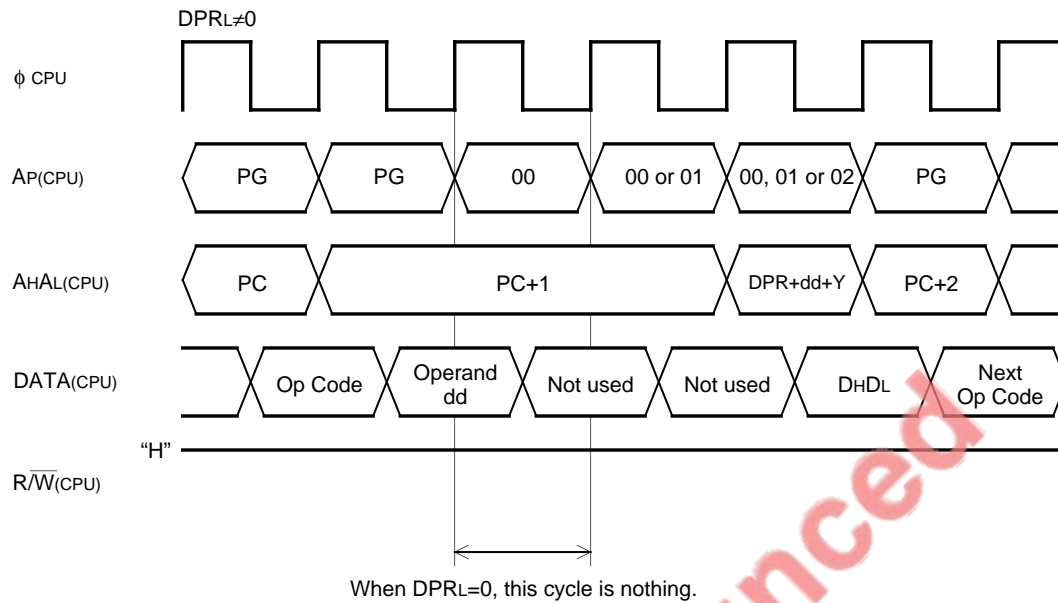 DPRL≠0
φ CPU
AP(CPU)
PG
PG
00
00 or 01
00, 01 or 02
PG
AHAL(CPU)
PC
PC+1
DPR+dd+Y
PC+2
DATA(CPU)
Op Code
Operand
dd
Not used
Not used
DHDL
Next
Op Code
“H”
R/W̅(CPU)
When DPRL=0, this cycle is nothing.
nced